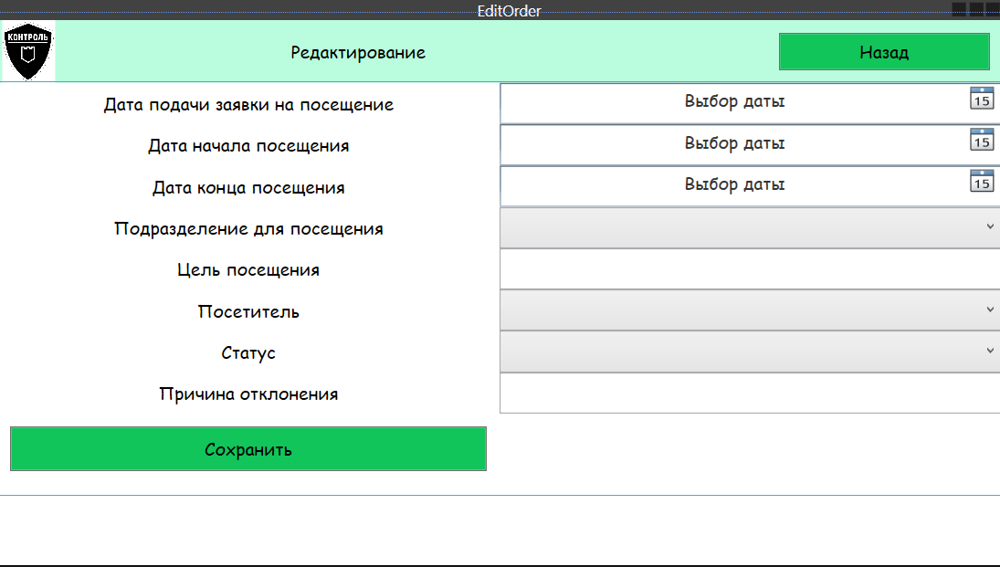 EditOrder
КОНТРОЛЬ
Редактирование
Назад
Дата подачи заявки на посещение
Выбор даты
15
Дата начала посещения
Выбор даты
15
Дата конца посещения
Выбор даты
15
Подразделение для посещения
Цель посещения
Посетитель
Статус
Причина отклонения
Сохранить